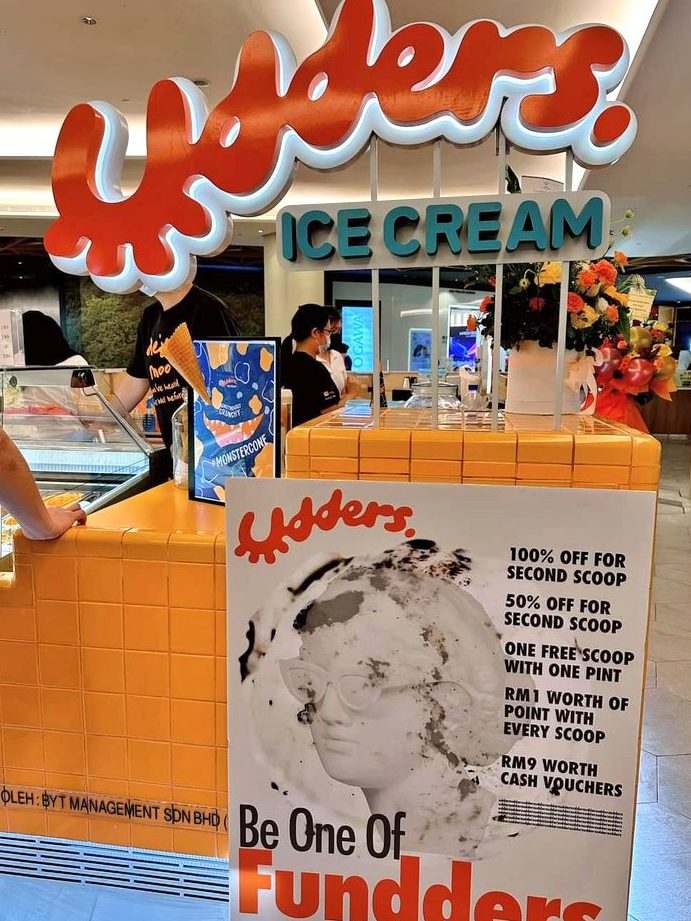 Udders.
ICE CREAM
OGAWA
#MONSTERCONE
Udders.
100% OFF FOR
SECOND SCOOP
50% OFF FOR
SECOND SCOOP
ONE FREE SCOOP
WITH ONE PINT
RM1 WORTH OF
POINT WITH
EVERY SCOOP
RM9 WORTH
CASH VOUCHERS
OLEH : BYT MANAGEMENT SDN BHD (
Be One Of
Fundders